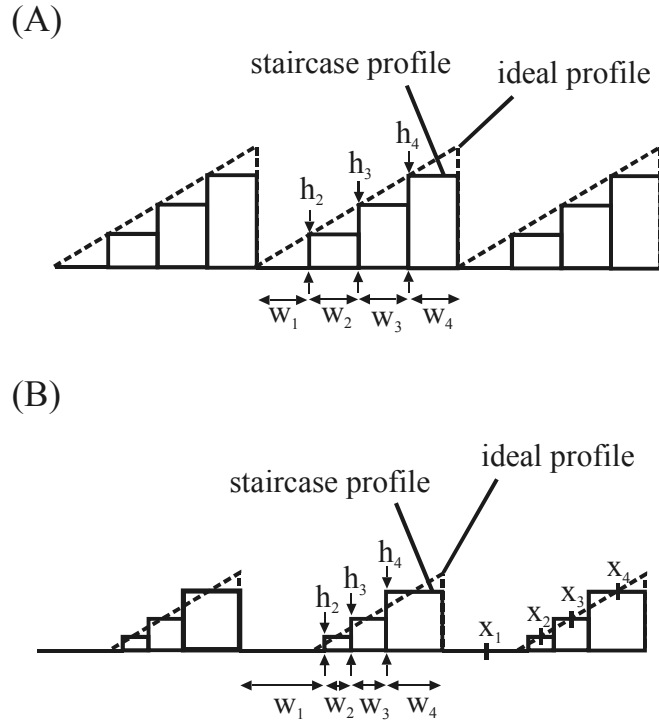 (A)
staircase profile
ideal profile
h₄
h₃
h₂
w₁ w₂ w₃ w₄
(B)
ideal profile
staircase profile
h₄
h₃
h₂
x₄
x₃
x₂
x₁
w₁ w₂ w₃ w₄